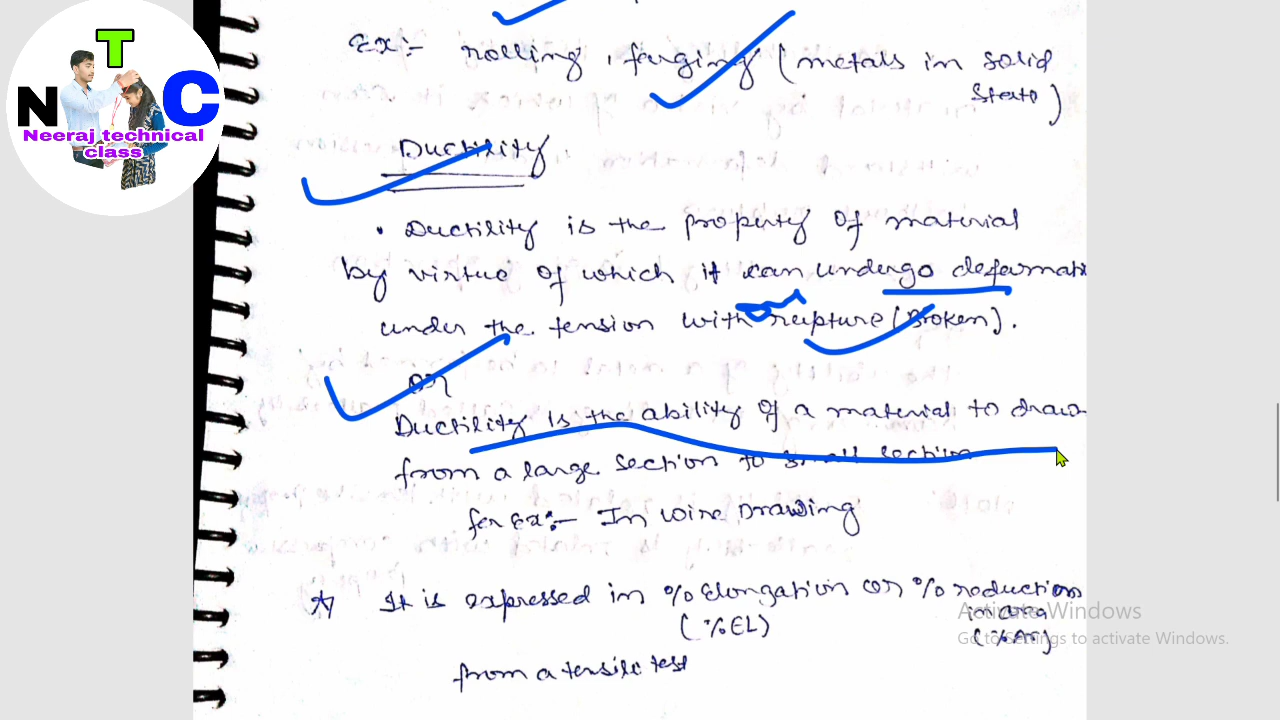 T
N C
Neeraj technical
class
Ex:- rolling, forging (metals in solid
state)
Ductility
• Ductility is the property of material
by virtue of which it can undergo deformati
under the tension with rupture (Broken).
or
Ductility is the ability of a material to draw
from a large section to small section
for Ex:- In wire Drawing
☆ It is expressed in % Elongation or % reduction
in area
(%EL)
from a tensile test
Activate Windows
Go to Settings to activate Windows.